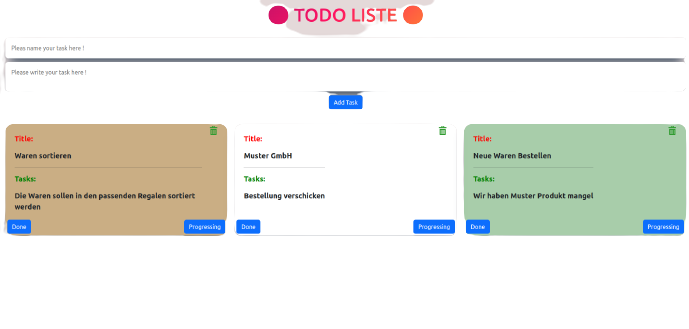 TODO LISTE
Pleas name your task here !
Please write your task here !
Add Task
Title:
Waren sortieren
Tasks:
Die Waren sollen in den passenden Regalen sortiert
werden
Done
Progressing
Title:
Muster GmbH
Tasks:
Bestellung verschicken
Done
Progressing
Title:
Neue Waren Bestellen
Tasks:
Wir haben Muster Produkt mangel
Done
Progressing